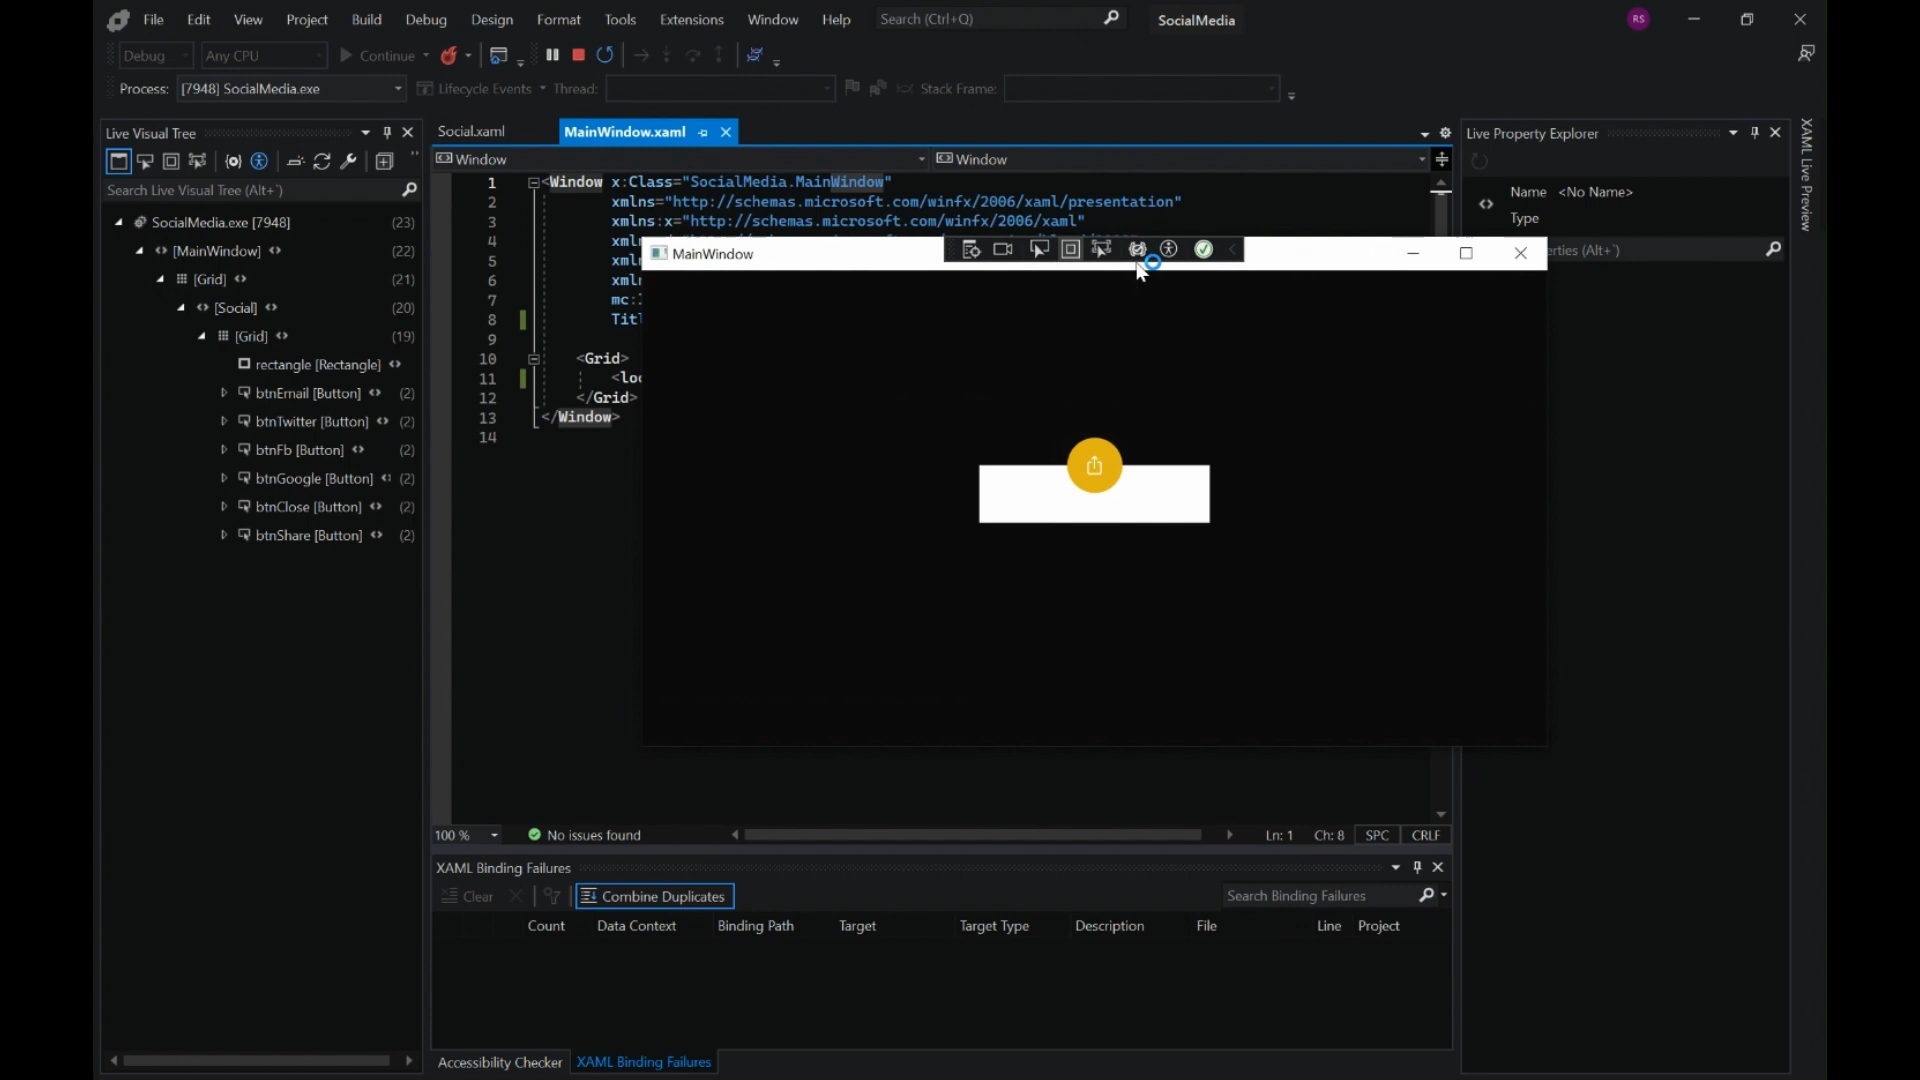 File Edit View Project Build Debug Design Format Tools Extensions Window Help Search (Ctrl+Q) SocialMedia RS
Debug Any CPU Continue
Process: [7948] SocialMedia.exe Lifecycle Events Thread: Stack Frame:
Live Visual Tree
Search Live Visual Tree (Alt+`)
SocialMedia.exe [7948] (23)
[MainWindow] (22)
[Grid] (21)
[Social] (20)
[Grid] (19)
rectangle [Rectangle]
btnEmail [Button] (2)
btnTwitter [Button] (2)
btnFb [Button] (2)
btnGoogle [Button] (2)
btnClose [Button] (2)
btnShare [Button] (2)
Social.xaml MainWindow.xaml
Window Window
1 <Window x:Class="SocialMedia.MainWindow"
2 xmlns="http://schemas.microsoft.com/winfx/2006/xaml/presentation"
3 xmlns:x="http://schemas.microsoft.com/winfx/2006/xaml"
4 xml
5 xml
6 xml
7 mc:
8 Tit
9
10 <Grid>
11 <loc
12 </Grid>
13 </Window>
14
MainWindow
100 % No issues found Ln: 1 Ch: 8 SPC CRLF
XAML Binding Failures
Clear Combine Duplicates Search Binding Failures
Count Data Context Binding Path Target Target Type Description File Line Project
Accessibility Checker XAML Binding Failures
Live Property Explorer
Name <No Name>
Type
erties (Alt+`)
XAML Live Preview